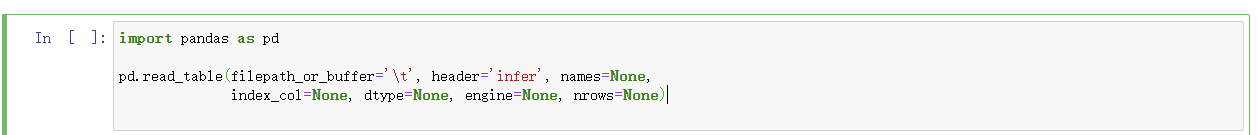 In [ ]: import pandas as pd
pd.read_table(filepath_or_buffer='\t', header='infer', names=None,
index_col=None, dtype=None, engine=None, nrows=None)